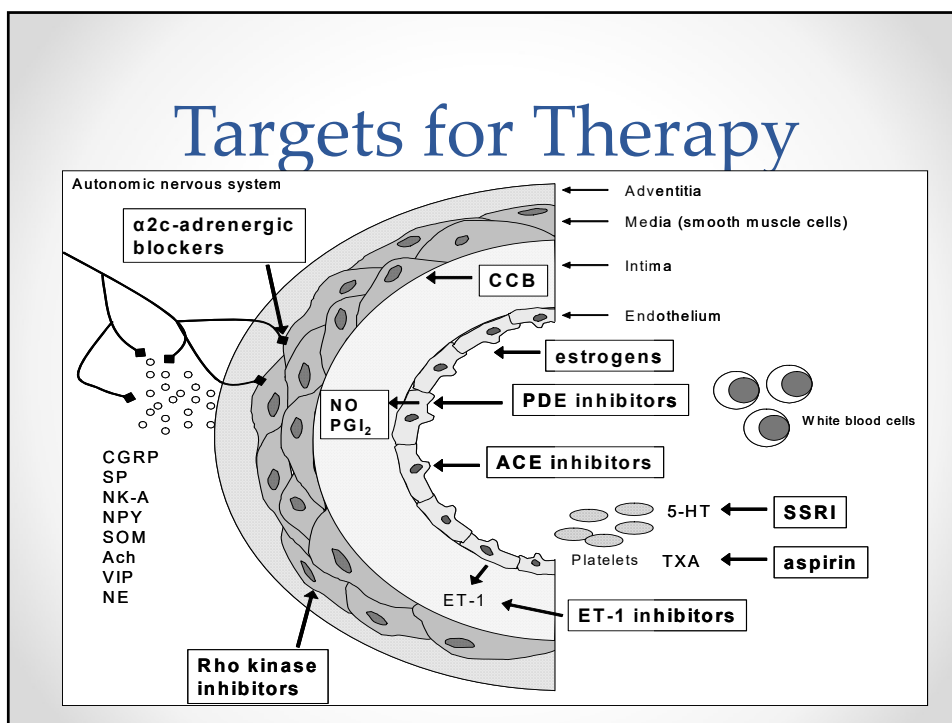 Targets for Therapy
Autonomic nervous system
α2c-adrenergic
blockers
Adventitia
Media (smooth muscle cells)
Intima
CCB
Endothelium
estrogens
NO
PGI₂
PDE inhibitors
White blood cells
ACE inhibitors
CGRP
SP
NK-A
NPY
SOM
Ach
VIP
NE
5-HT
SSRI
Platelets
TXA
aspirin
ET-1
ET-1 inhibitors
Rho kinase
inhibitors